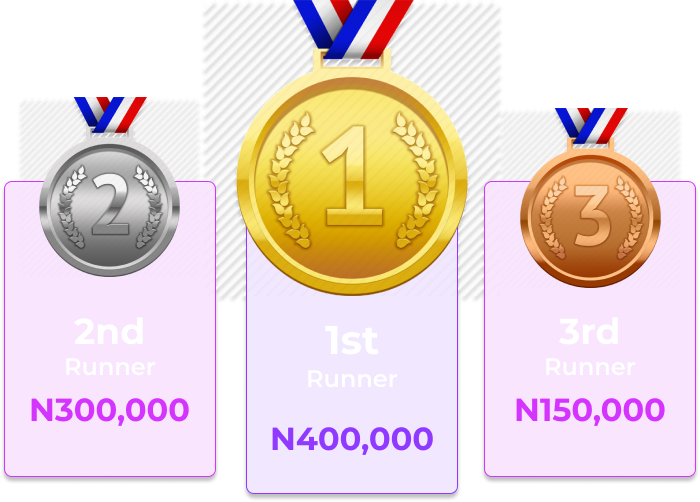 2
2nd
Runner
N300,000
1
1st
Runner
N400,000
3
3rd
Runner
N150,000